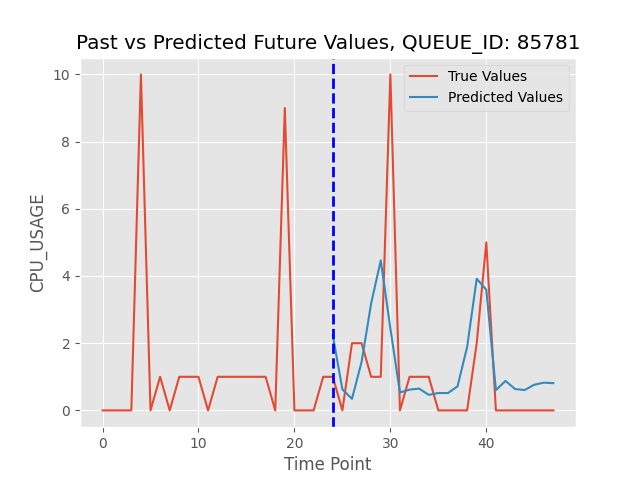 Past vs Predicted Future Values, QUEUE_ID: 85781
True Values
Predicted Values
CPU_USAGE
10
8
6
4
2
0
0 10 20 30 40
Time Point